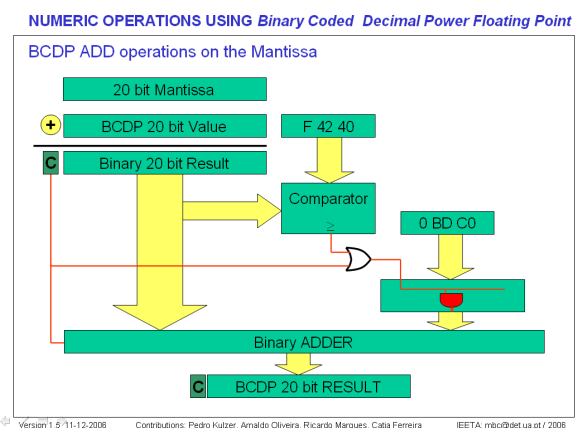 NUMERIC OPERATIONS USING Binary Coded Decimal Power Floating Point
BCDP ADD operations on the Mantissa
20 bit Mantissa
+
BCDP 20 bit Value
F 42 40
C
Binary 20 bit Result
Comparator
≥
0 BD C0
Binary ADDER
C
BCDP 20 bit RESULT
Version 1.5 11-12-2006
Contributions: Pedro Kulzer, Arnaldo Oliveira, Ricardo Marques, Catia Ferreira
IEETA: mbc@det.ua.pt / 2006